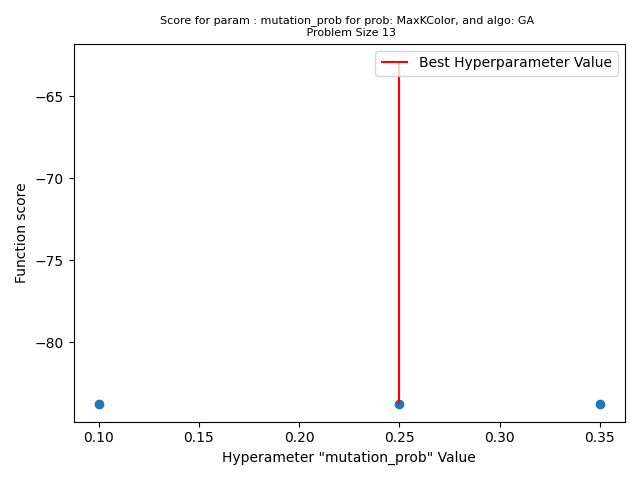 Score for param : mutation_prob for prob: MaxKColor, and algo: GA
Problem Size 13
Best Hyperparameter Value
Function score
−65
−70
−75
−80
0.10 0.15 0.20 0.25 0.30 0.35
Hyperameter "mutation_prob" Value